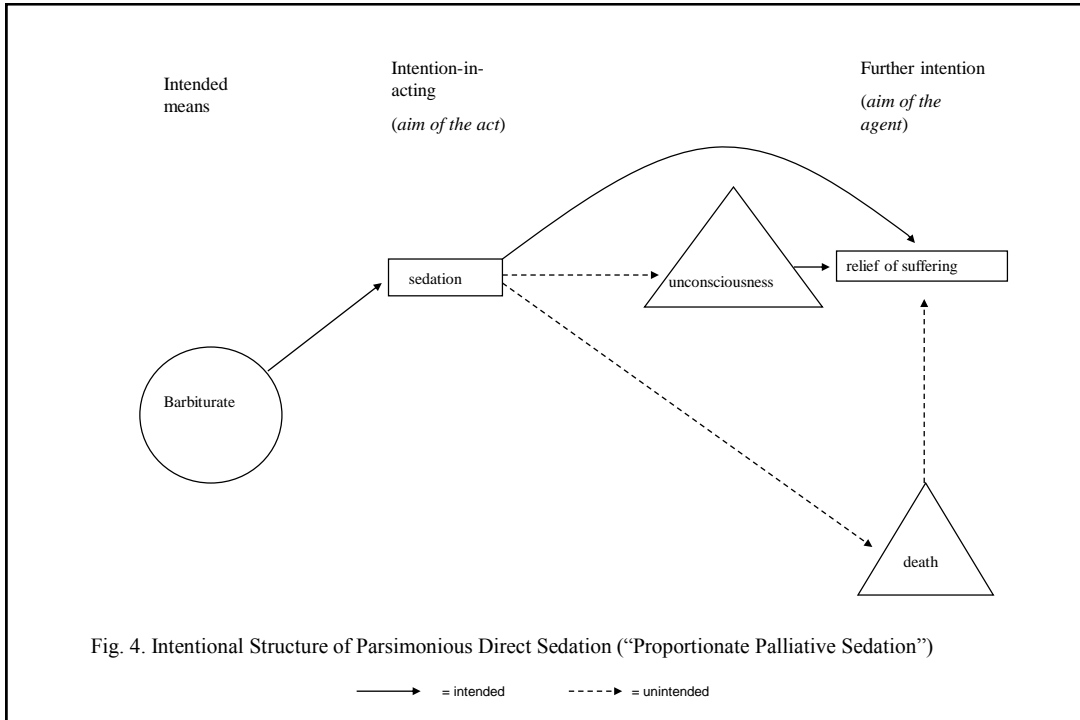 Intended
means
Intention-in-
acting
(aim of the act)
Further intention
(aim of the
agent)
sedation
unconsciousness
relief of suffering
Barbiturate
death
Fig. 4. Intentional Structure of Parsimonious Direct Sedation (“Proportionate Palliative Sedation”)
= intended
= unintended